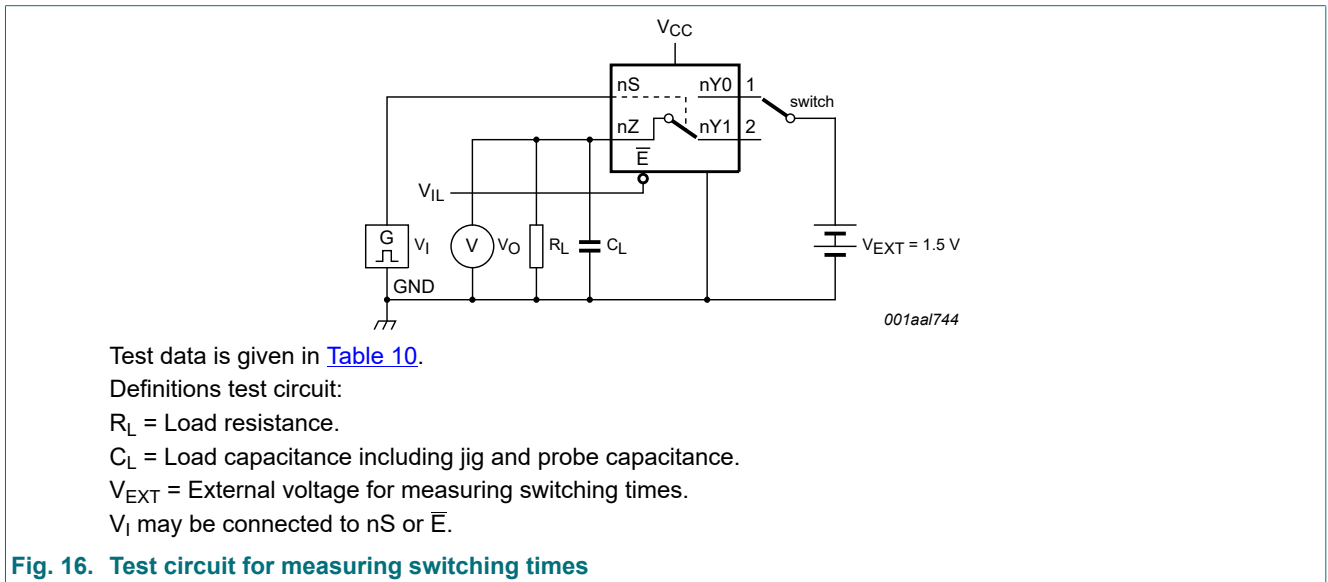 VCC
nS nY0 1
switch
nZ nY1 2
E
VIL
G VI V VO RL CL VEXT = 1.5 V
GND
001aal744
Test data is given in Table 10.
Definitions test circuit:
RL = Load resistance.
CL = Load capacitance including jig and probe capacitance.
VEXT = External voltage for measuring switching times.
VI may be connected to nS or E.
Fig. 16. Test circuit for measuring switching times